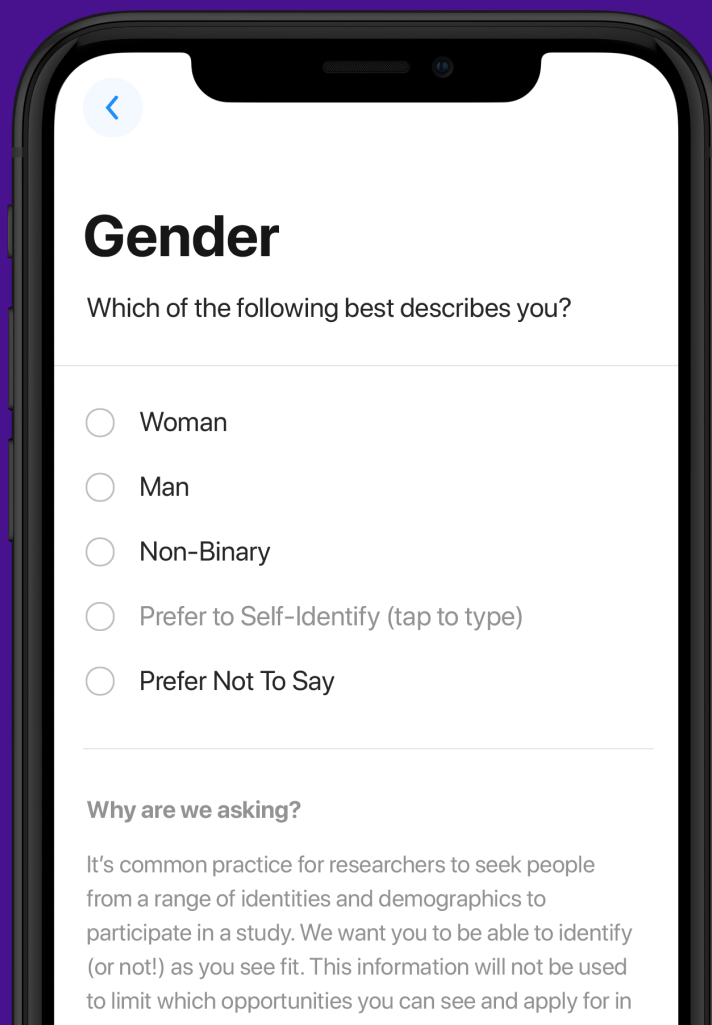 Gender
Which of the following best describes you?
Woman
Man
Non-Binary
Prefer to Self-Identify (tap to type)
Prefer Not To Say
Why are we asking?
It’s common practice for researchers to seek people
from a range of identities and demographics to
participate in a study. We want you to be able to identify
(or not!) as you see fit. This information will not be used
to limit which opportunities you can see and apply for in